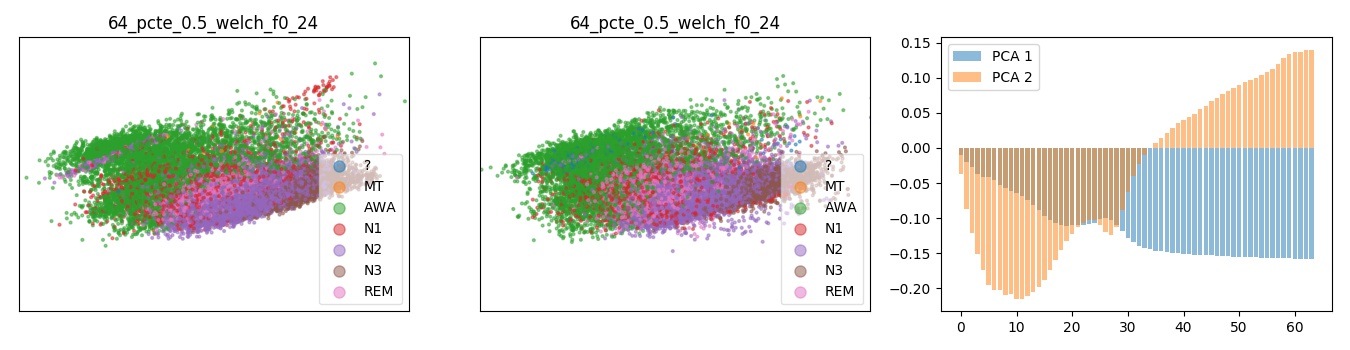 64_pcte_0.5_welch_f0_24
?
MT
AWA
N1
N2
N3
REM
64_pcte_0.5_welch_f0_24
?
MT
AWA
N1
N2
N3
REM
PCA 1
PCA 2
0.15
0.10
0.05
0.00
−0.05
−0.10
−0.15
−0.20
0 10 20 30 40 50 60